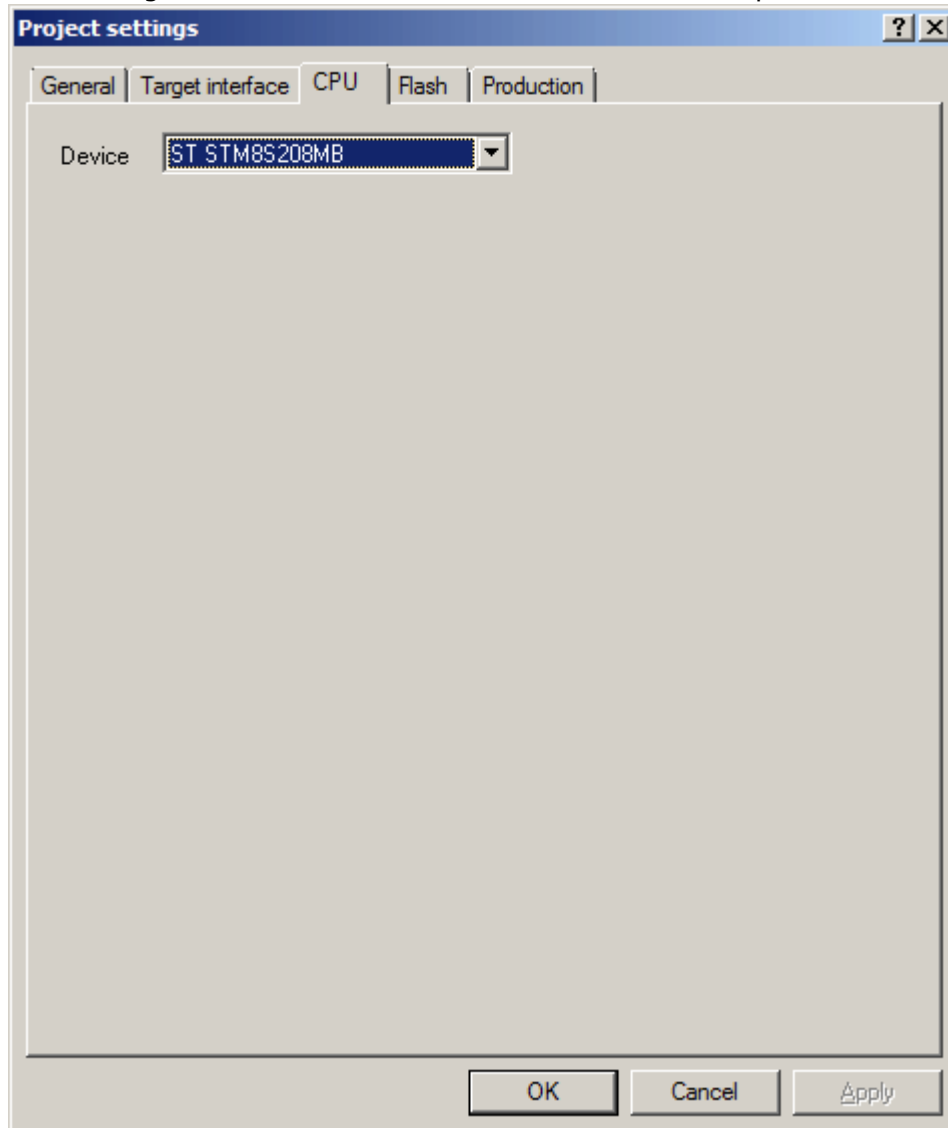 Project settings
General Target interface CPU Flash Production
Device ST STM8S208MB
OK Cancel Apply